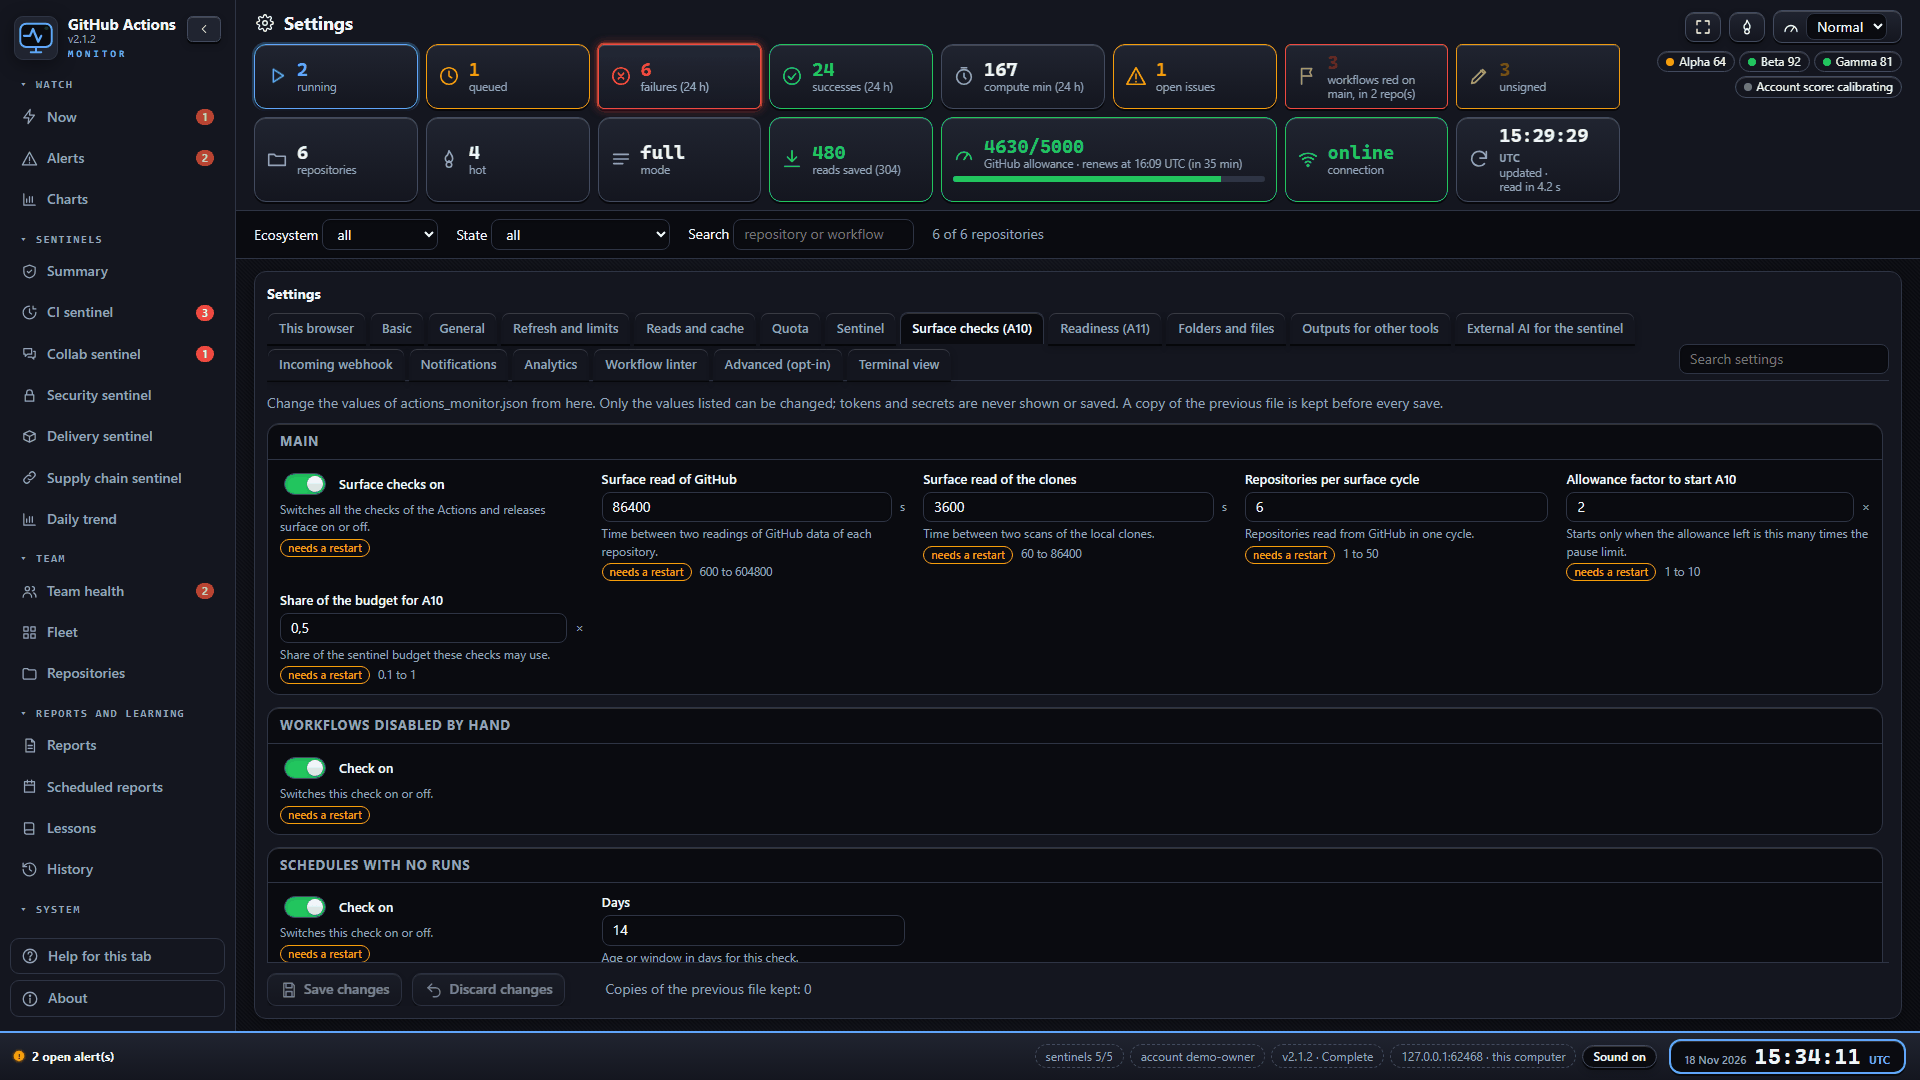 GitHub Actions
v2.1.2
MONITOR
WATCH
Now 1
Alerts 2
Charts
SENTINELS
Summary
CI sentinel 3
Collab sentinel 1
Security sentinel
Delivery sentinel
Supply chain sentinel
Daily trend
TEAM
Team health 2
Fleet
Repositories
REPORTS AND LEARNING
Reports
Scheduled reports
Lessons
History
SYSTEM
Help for this tab
About
Settings
2
running
1
queued
6
failures (24 h)
24
successes (24 h)
167
compute min (24 h)
1
open issues
3
workflows red on
main, in 2 repo(s)
3
unsigned
6
repositories
4
hot
full
mode
480
reads saved (304)
4630/5000
GitHub allowance · renews at 16:09 UTC (in 35 min)
online
connection
15:29:29
UTC
updated ·
read in 4.2 s
Normal
Alpha 64
Beta 92
Gamma 81
Account score: calibrating
Ecosystem all State all Search repository or workflow 6 of 6 repositories
Settings
This browser Basic General Refresh and limits Reads and cache Quota Sentinel Surface checks (A10) Readiness (A11) Folders and files Outputs for other tools External AI for the sentinel
Incoming webhook Notifications Analytics Workflow linter Advanced (opt-in) Terminal view Search settings
Change the values of actions_monitor.json from here. Only the values listed can be changed; tokens and secrets are never shown or saved. A copy of the previous file is kept before every save.
MAIN
Surface checks on
Switches all the checks of the Actions and releases
surface on or off.
needs a restart
Surface read of GitHub
86400 s
Time between two readings of GitHub data of each
repository.
needs a restart 600 to 604800
Surface read of the clones
3600 s
Time between two scans of the local clones.
needs a restart 60 to 86400
Repositories per surface cycle
6
Repositories read from GitHub in one cycle.
needs a restart 1 to 50
Allowance factor to start A10
2 ×
Starts only when the allowance left is this many times the
pause limit.
needs a restart 1 to 10
Share of the budget for A10
0,5 ×
Share of the sentinel budget these checks may use.
needs a restart 0.1 to 1
WORKFLOWS DISABLED BY HAND
Check on
Switches this check on or off.
needs a restart
SCHEDULES WITH NO RUNS
Check on
Switches this check on or off.
needs a restart
Days
14
Age or window in days for this check.
Save changes Discard changes Copies of the previous file kept: 0
2 open alert(s)
sentinels 5/5 account demo-owner v2.1.2 · Complete 127.0.0.1:62468 · this computer Sound on 18 Nov 2026 15:34:11 UTC